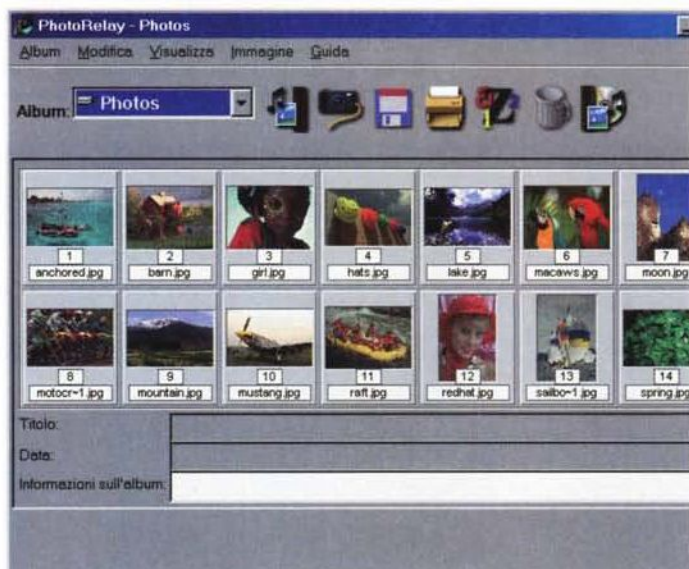 PhotoRelay - Photos
Album Modifica Visualizza Immagine Guida
Album: Photos
1 2 3 4 5 6 7
anchored.jpg barn.jpg girl.jpg hats.jpg lake.jpg macaws.jpg moon.jpg
8 9 10 11 12 13 14
motocr~1.jpg mountain.jpg mustang.jpg raft.jpg redhat.jpg sailbo~1.jpg spring.jpg
Titolo:
Data:
Informazioni sull'album: